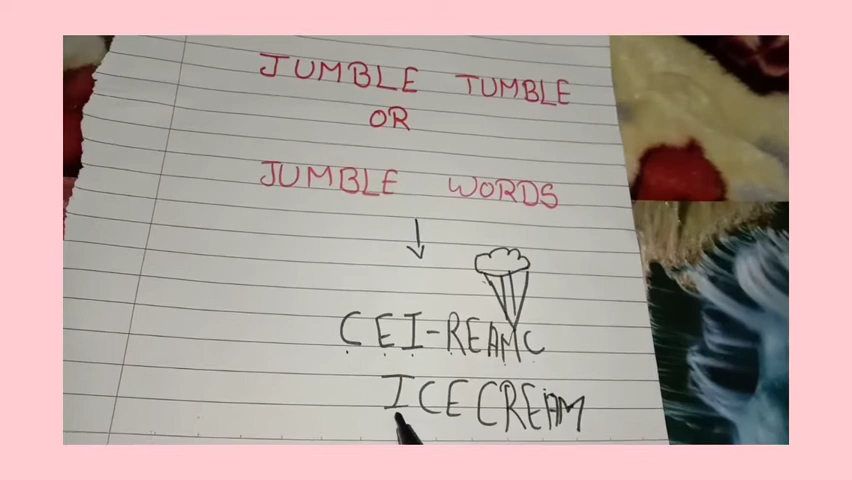 JUMBLE TUMBLE
OR
JUMBLE WORDS
CEI-REAMC
ICECREAM